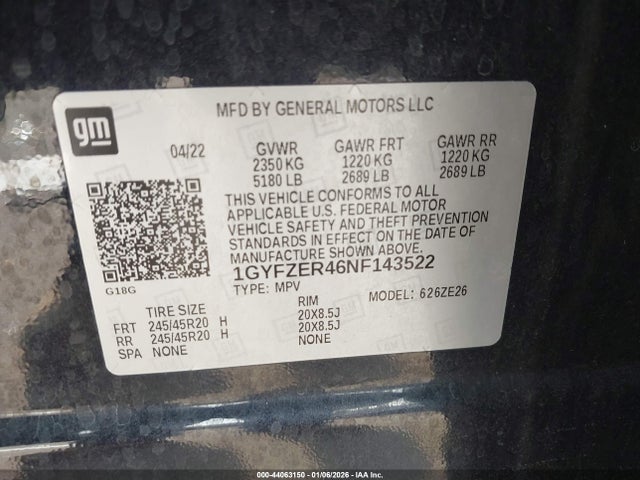 gm
MFD BY GENERAL MOTORS LLC
04/22 GVWR GAWR FRT GAWR RR
2350 KG 1220 KG 1220 KG
5180 LB 2689 LB 2689 LB
THIS VEHICLE CONFORMS TO ALL
APPLICABLE U.S. FEDERAL MOTOR
VEHICLE SAFETY AND THEFT PREVENTION
STANDARDS IN EFFECT ON THE DATE OF
MANUFACTURE SHOWN ABOVE.
1GYFZER46NF143522
G18G
TYPE: MPV MODEL: 626ZE26
TIRE SIZE RIM
FRT 245/45R20 H 20X8.5J
RR 245/45R20 H 20X8.5J
SPA NONE NONE
000-44063150 - 01/06/2026 - © IAA Inc.